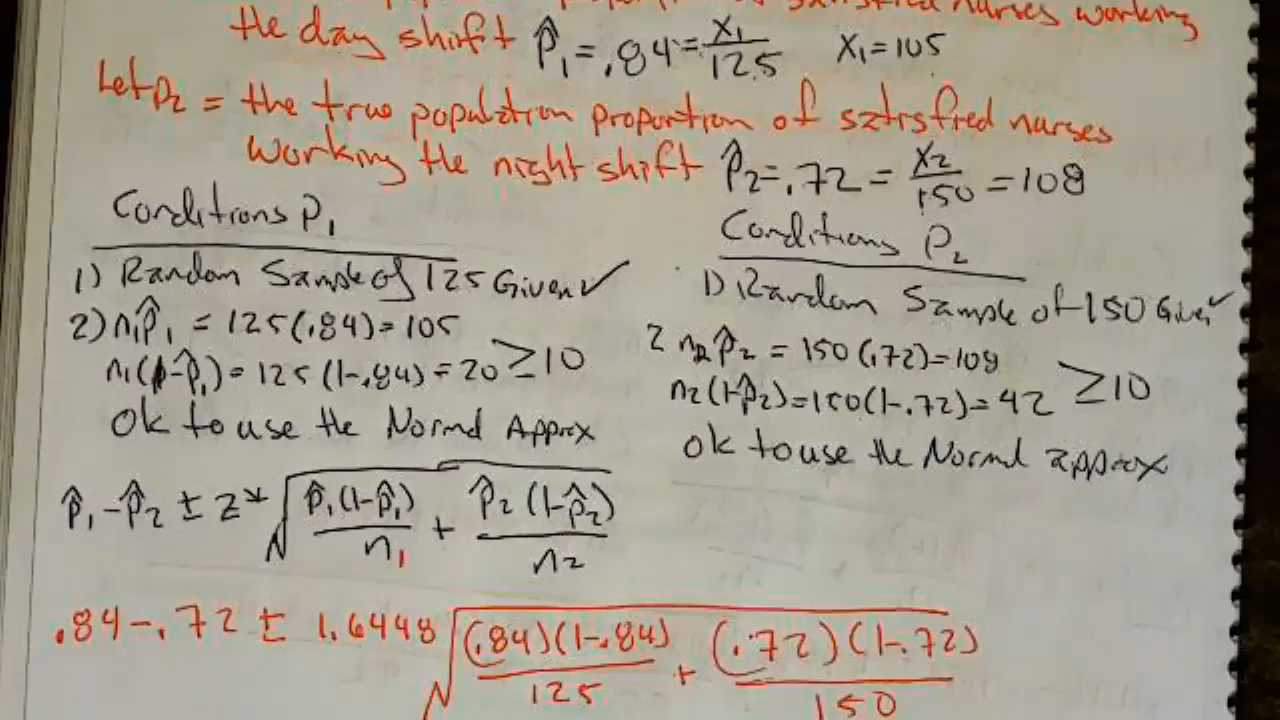 proportion of satisfied nurses working
the day shift p̂₁ = .84 = x₁/125 x₁ = 105
Let p₂ = the true population proportion of satisfied nurses
working the night shift p̂₂ = .72 = x₂/150 = 108
Conditions P₁
1) Random Sample of 125 Given ✓
2) n₁p̂₁ = 125(.84) = 105
n₁(1-p̂₁) = 125(1-.84) = 20 ≥ 10
Ok to use the Normal Approx
Conditions P₂
1) Random Sample of 150 Given ✓
2 n₂p̂₂ = 150(.72) = 108
n₂(1-p̂₂) = 150(1-.72) = 42 ≥ 10
ok to use the Normal approx
p̂₁ - p̂₂ ± z* √( p̂₁(1-p̂₁)/n₁ + p̂₂(1-p̂₂)/n₂ )
.84 - .72 ± 1.6448 √( (.84)(1-.84)/125 + (.72)(1-.72)/150 )